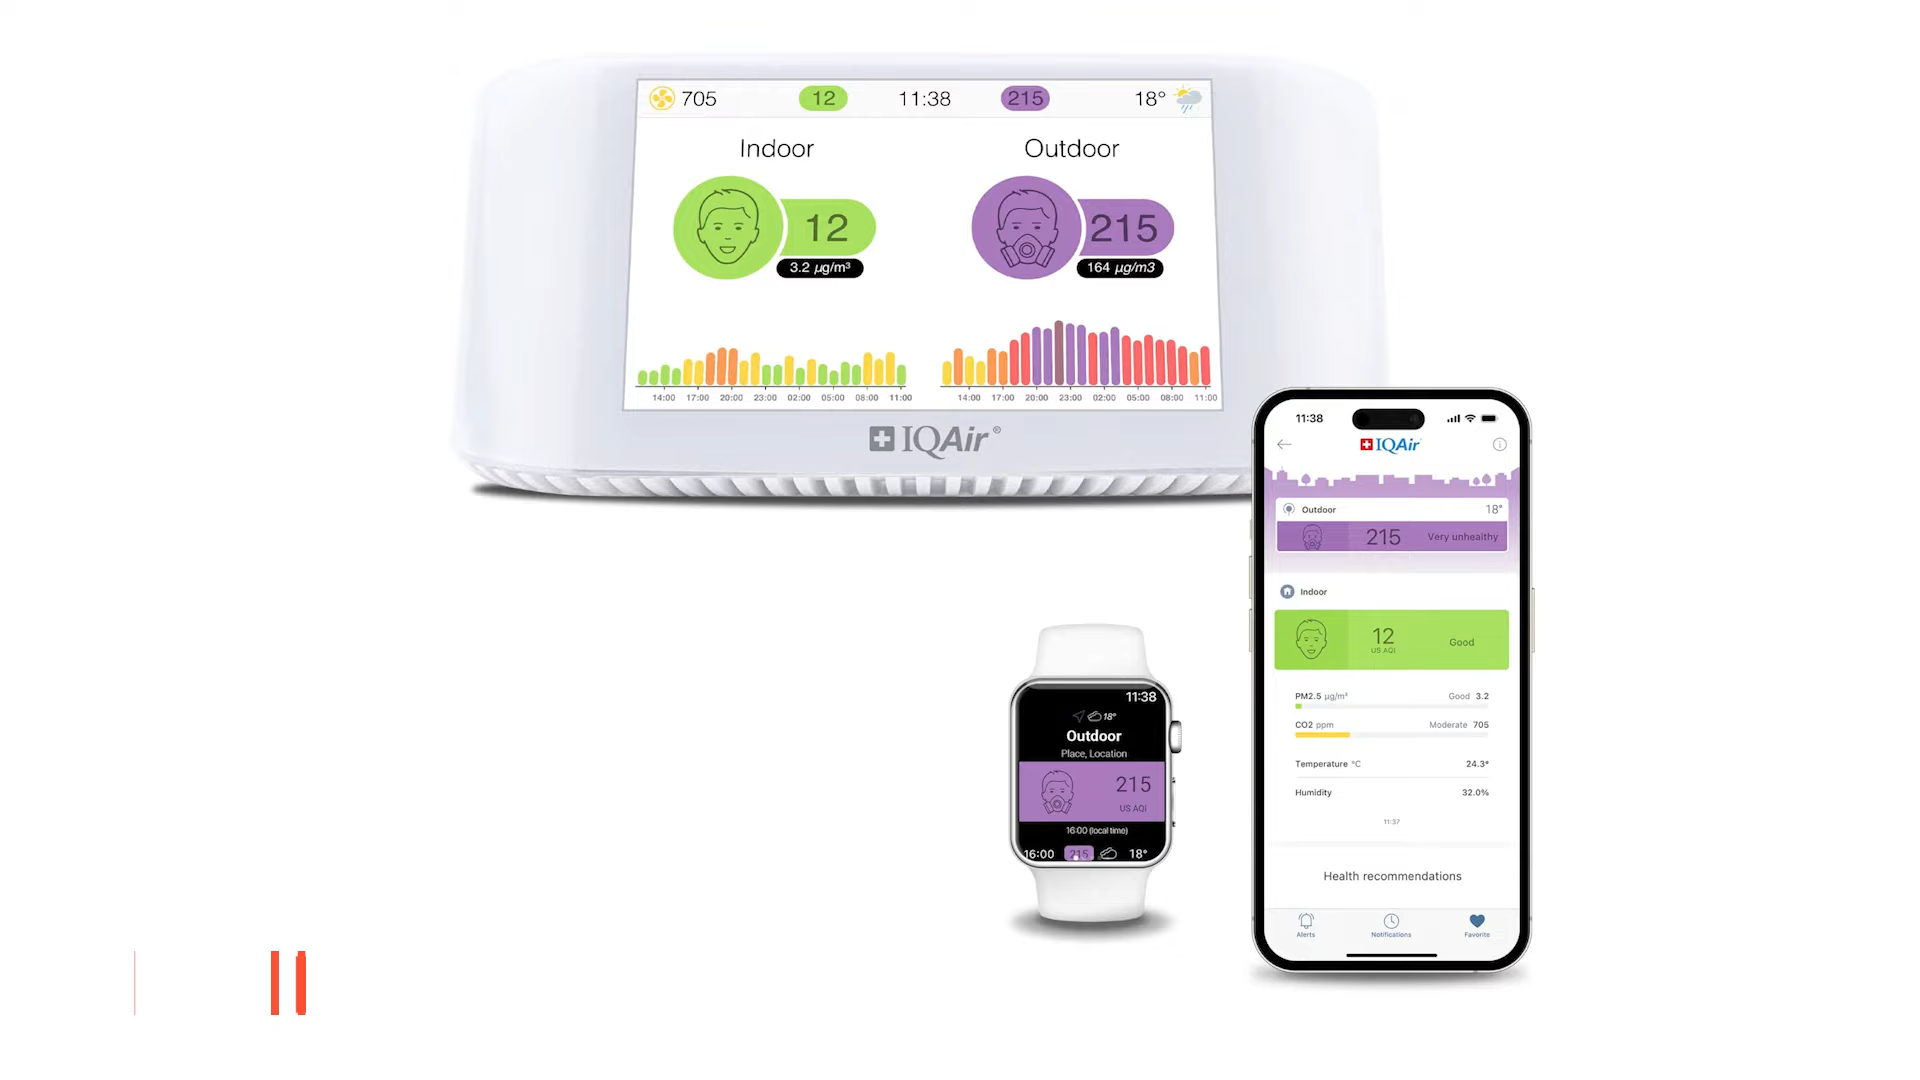 705 12 11:38 215 18°
Indoor Outdoor
12 215
3.2 µg/m³ 164 µg/m3
14:00 17:00 20:00 23:00 02:00 05:00 08:00 11:00
14:00 17:00 20:00 23:00 02:00 05:00 08:00 11:00
IQAir®
11:38
IQAir
Outdoor 18°
215 Very unhealthy
Indoor
12 Good
US AQI
PM2.5 µg/m³ Good 3.2
CO2 ppm Moderate 705
Temperature °C 24.3°
Humidity 32.0%
11:37
Health recommendations
Alerts Notifications Favorite
11:38
18°
Outdoor
Place, Location
215
US AQI
16:00 (local time)
16:00 215 18°